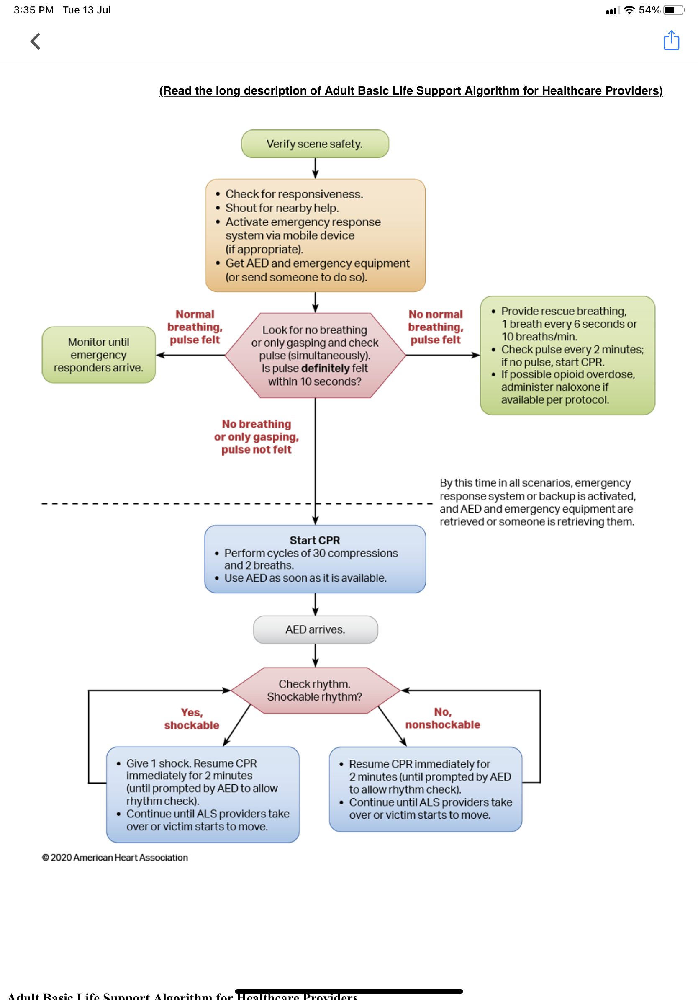 3:35 PM Tue 13 Jul
54%
(Read the long description of Adult Basic Life Support Algorithm for Healthcare Providers)
Verify scene safety.
• Check for responsiveness.
• Shout for nearby help.
• Activate emergency response
system via mobile device
(if appropriate).
• Get AED and emergency equipment
(or send someone to do so).
Normal
breathing,
pulse felt
Monitor until
emergency
responders arrive.
Look for no breathing
or only gasping and check
pulse (simultaneously).
Is pulse definitely felt
within 10 seconds?
No normal
breathing,
pulse felt
• Provide rescue breathing,
1 breath every 6 seconds or
10 breaths/min.
• Check pulse every 2 minutes;
if no pulse, start CPR.
• If possible opioid overdose,
administer naloxone if
available per protocol.
No breathing
or only gasping,
pulse not felt
By this time in all scenarios, emergency
response system or backup is activated,
and AED and emergency equipment are
retrieved or someone is retrieving them.
Start CPR
• Perform cycles of 30 compressions
and 2 breaths.
• Use AED as soon as it is available.
AED arrives.
Check rhythm.
Shockable rhythm?
Yes,
shockable
No,
nonshockable
• Give 1 shock. Resume CPR
immediately for 2 minutes
(until prompted by AED to allow
rhythm check).
• Continue until ALS providers take
over or victim starts to move.
• Resume CPR immediately for
2 minutes (until prompted by AED
to allow rhythm check).
• Continue until ALS providers take
over or victim starts to move.
© 2020 American Heart Association
Adult Basic Life Support Algorithm for Healthcare Providers